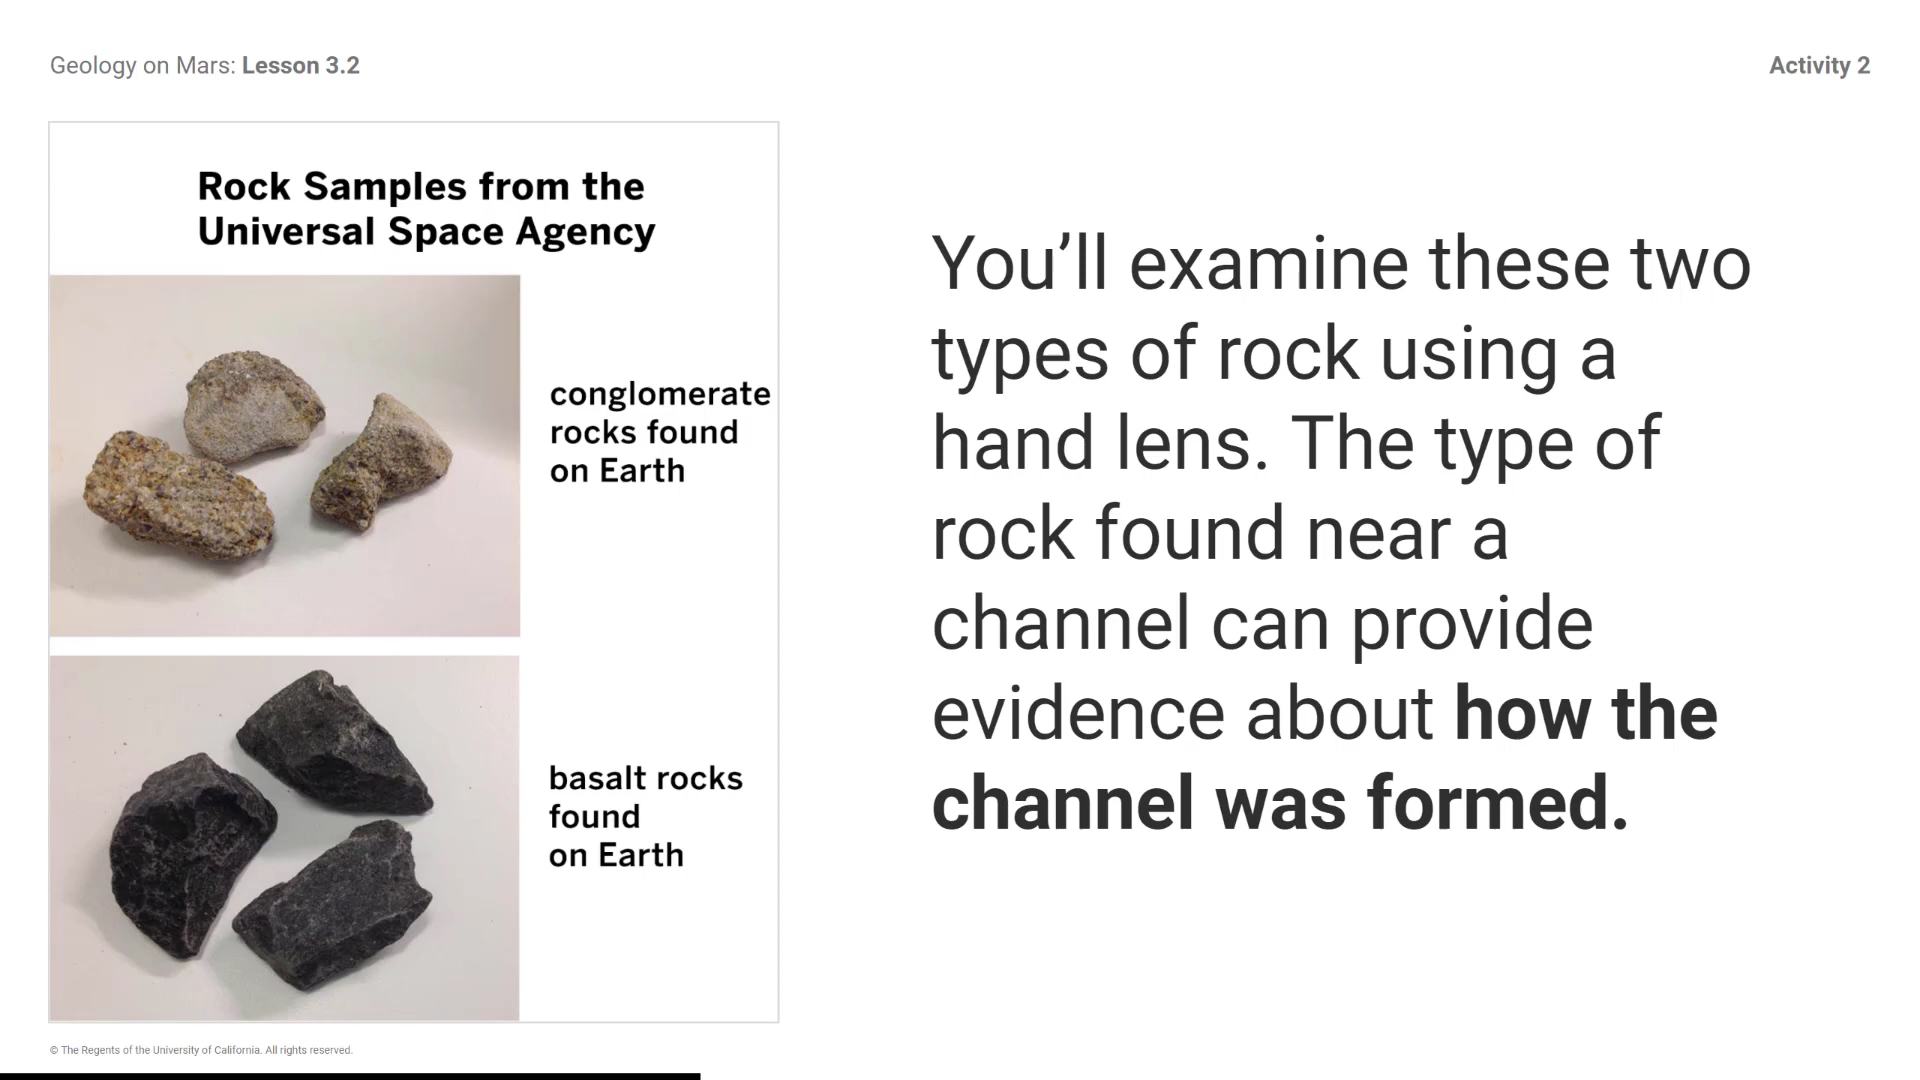 Geology on Mars: Lesson 3.2
Activity 2
Rock Samples from the
Universal Space Agency
conglomerate
rocks found
on Earth
basalt rocks
found
on Earth
You’ll examine these two
types of rock using a
hand lens. The type of
rock found near a
channel can provide
evidence about how the
channel was formed.
© The Regents of the University of California. All rights reserved.